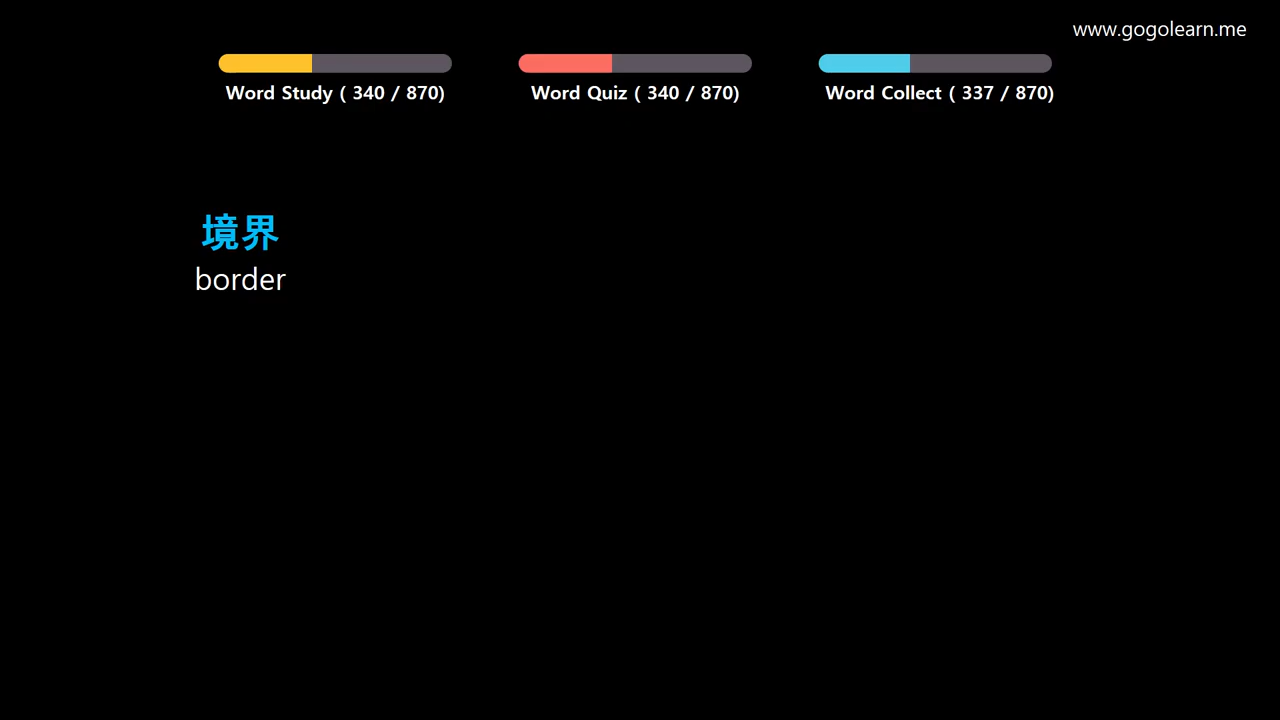 www.gogolearn.me
Word Study ( 340 / 870)
Word Quiz ( 340 / 870)
Word Collect ( 337 / 870)
境界
border